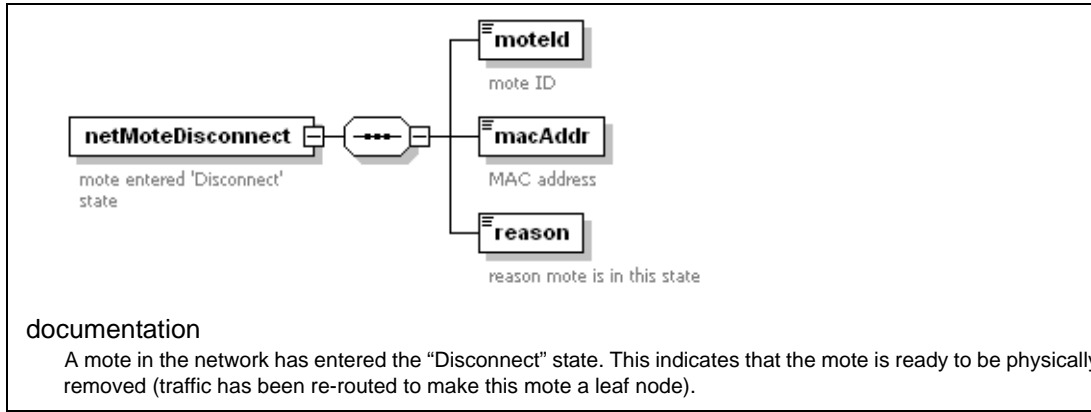 moteId
mote ID
netMoteDisconnect
mote entered 'Disconnect'
state
macAddr
MAC address
reason
reason mote is in this state
documentation
A mote in the network has entered the “Disconnect” state. This indicates that the mote is ready to be physically
removed (traffic has been re-routed to make this mote a leaf node).